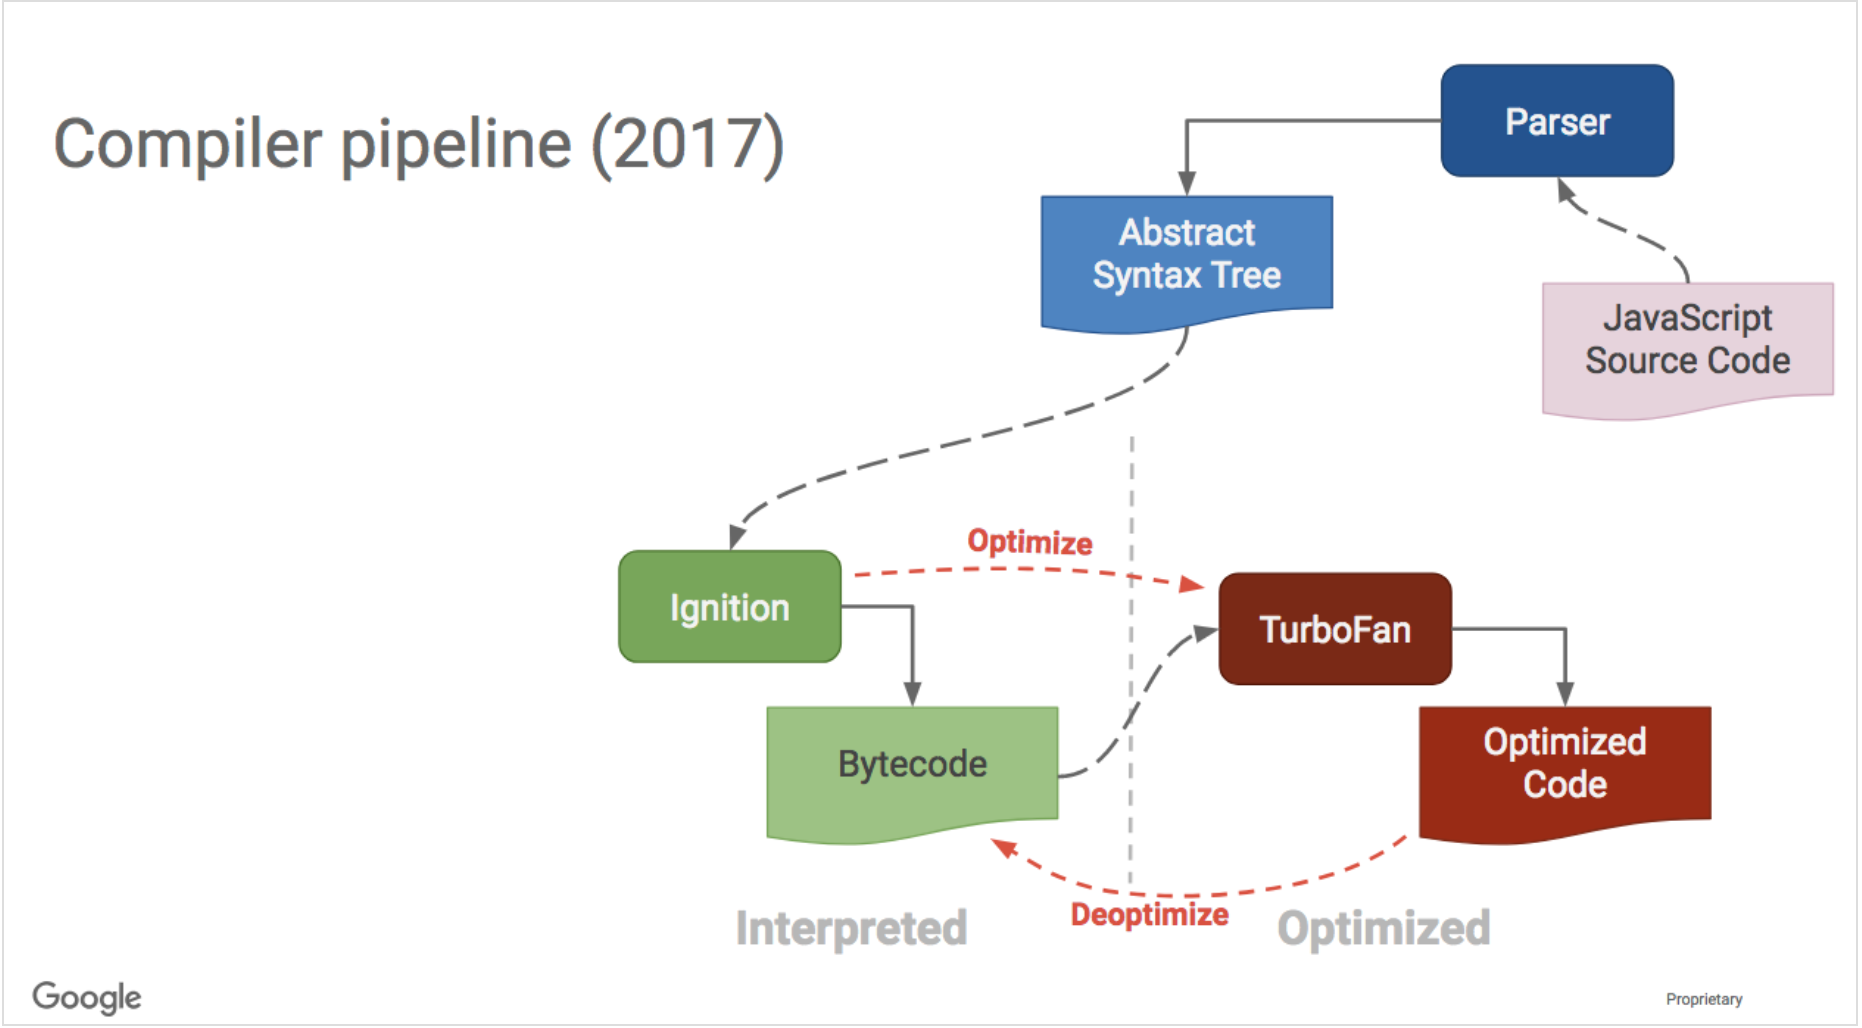 Compiler pipeline (2017)
Parser
Abstract
Syntax Tree
JavaScript
Source Code
Optimize
Ignition
TurboFan
Bytecode
Optimized
Code
Deoptimize
Interpreted
Optimized
Google
Proprietary